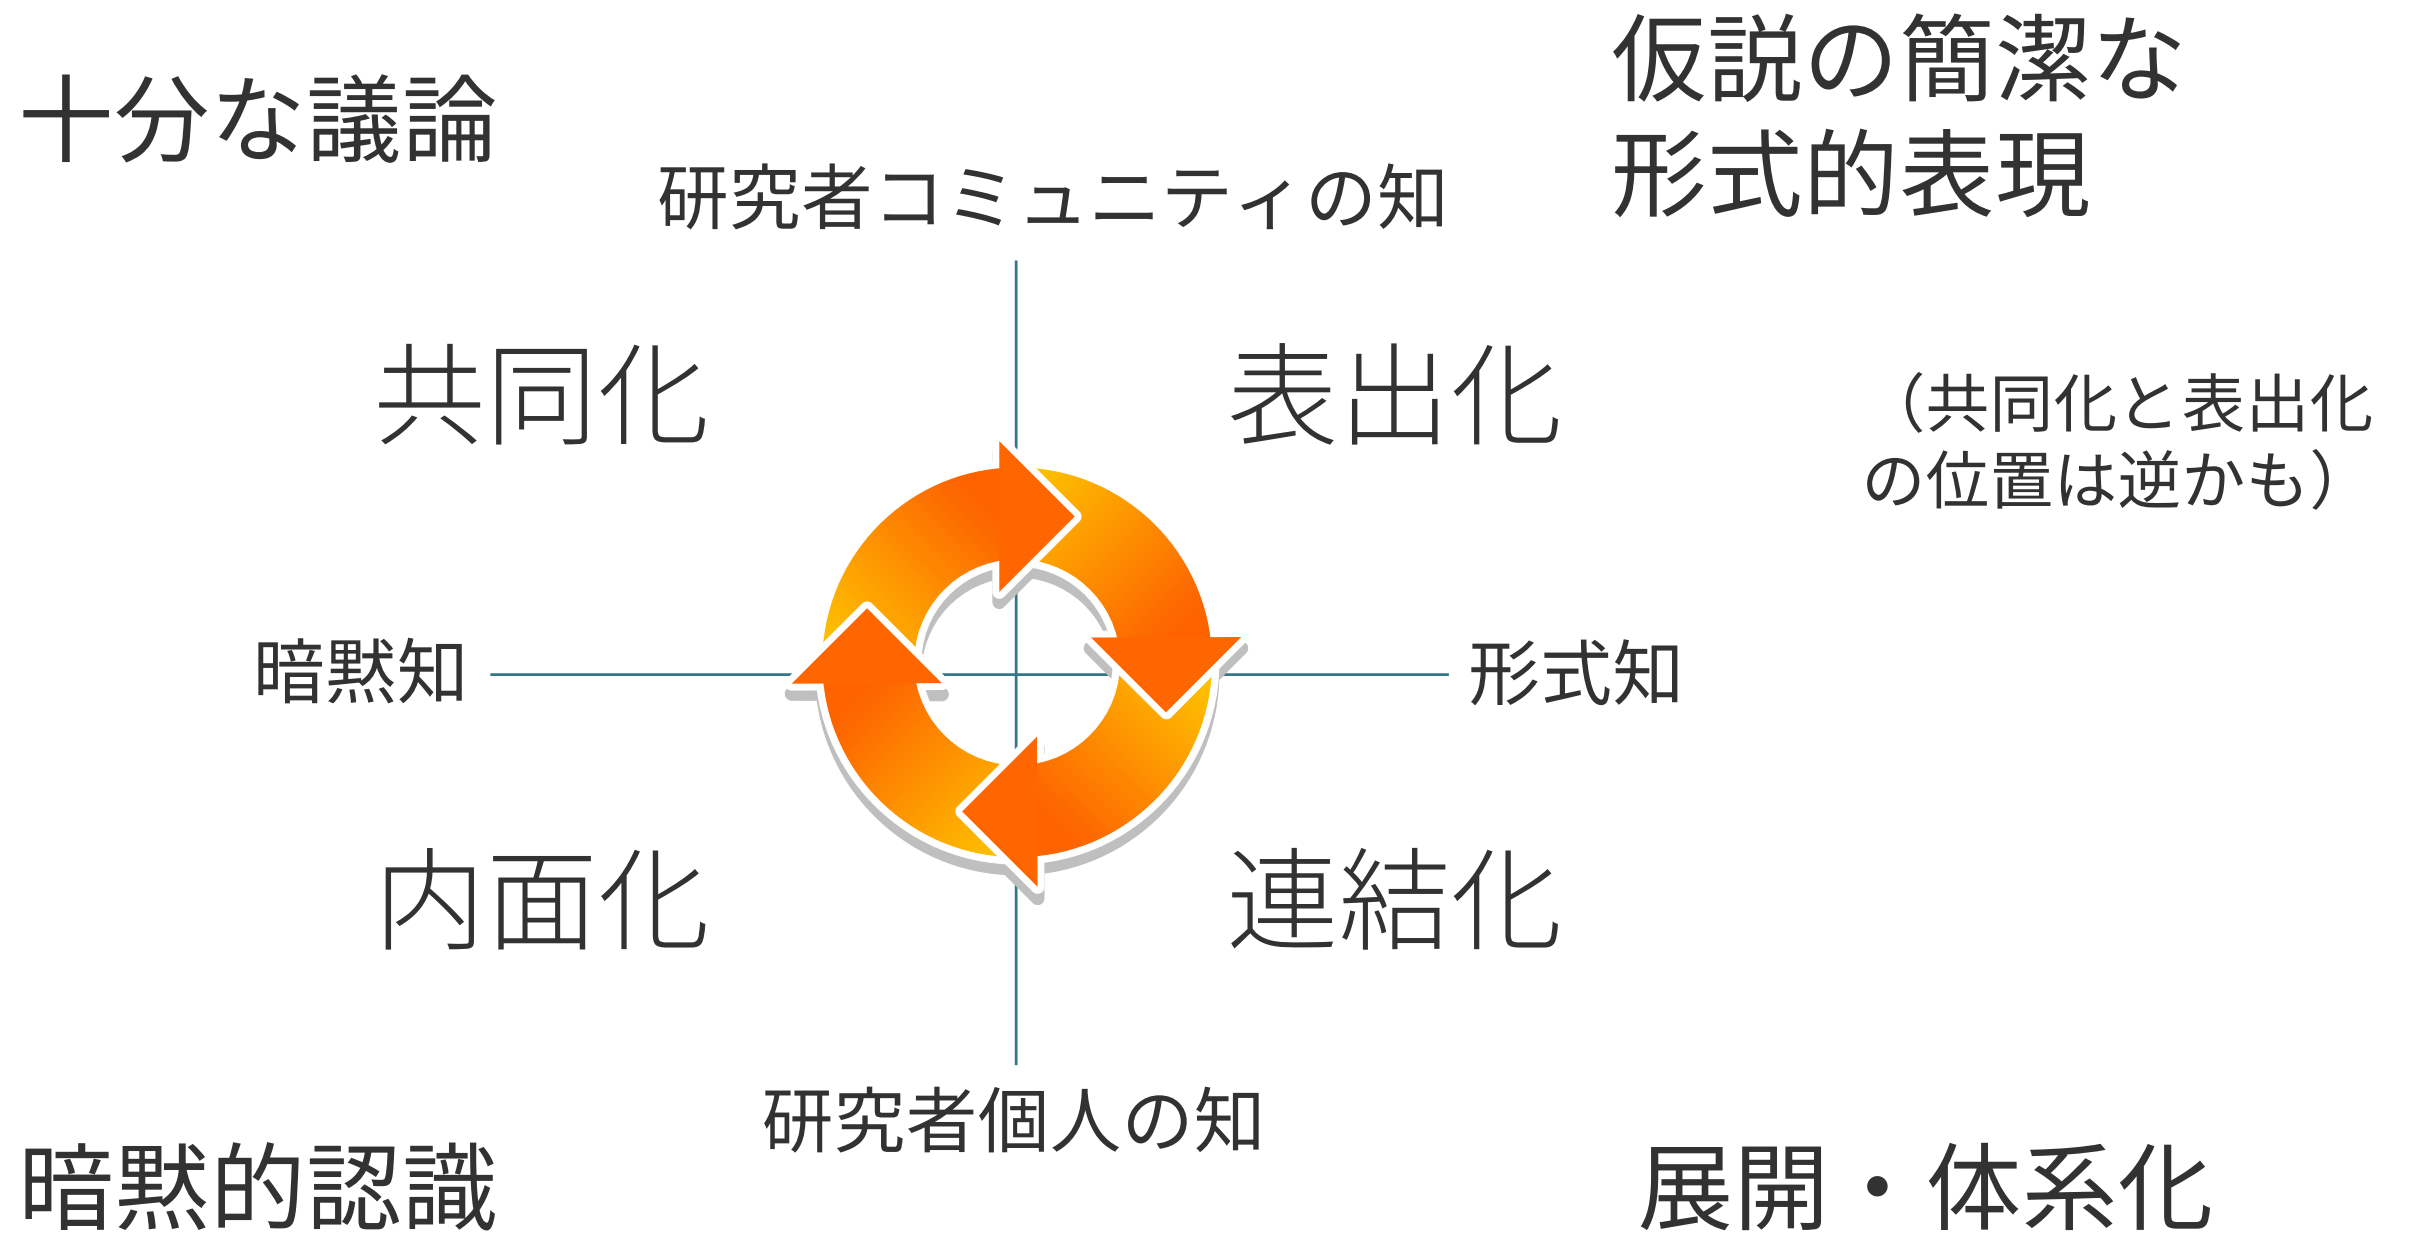 十分な議論
仮説の簡潔な
形式的表現
研究者コミュニティの知
共同化
表出化
（共同化と表出化
の位置は逆かも）
暗黙知
形式知
内面化
連結化
研究者個人の知
暗黙的認識
展開・体系化